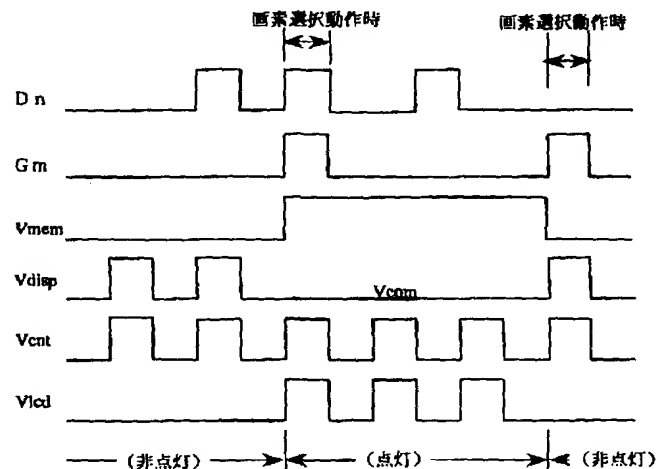 画素選択動作時
画素選択動作時
Dn
Gm
Vmem
Vdisp
Vcom
Vcnt
Vlcd
(非点灯)
(点灯)
(非点灯)